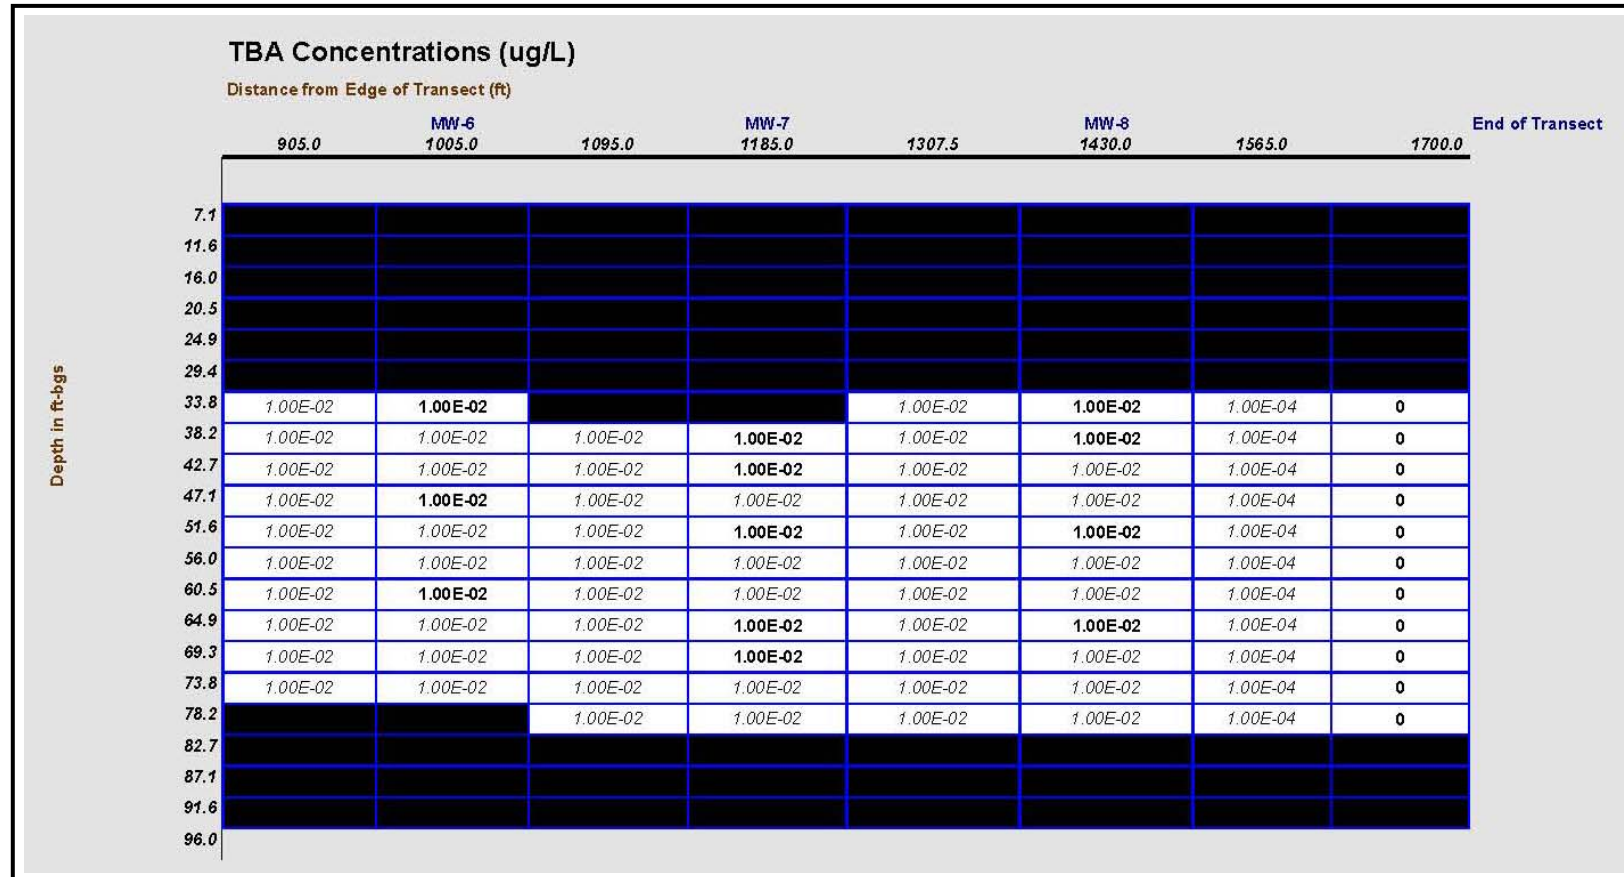 TBA Concentrations (ug/L)
Distance from Edge of Transect (ft)
MW-6 MW-7 MW-8 End of Transect
905.0 1005.0 1095.0 1185.0 1307.5 1430.0 1565.0 1700.0
Depth in ft-bgs
7.1
11.6
16.0
20.5
24.9
29.4
33.8 1.00E-02 1.00E-02 1.00E-02 1.00E-02 1.00E-04 0
38.2 1.00E-02 1.00E-02 1.00E-02 1.00E-02 1.00E-02 1.00E-02 1.00E-04 0
42.7 1.00E-02 1.00E-02 1.00E-02 1.00E-02 1.00E-02 1.00E-02 1.00E-04 0
47.1 1.00E-02 1.00E-02 1.00E-02 1.00E-02 1.00E-02 1.00E-02 1.00E-04 0
51.6 1.00E-02 1.00E-02 1.00E-02 1.00E-02 1.00E-02 1.00E-02 1.00E-04 0
56.0 1.00E-02 1.00E-02 1.00E-02 1.00E-02 1.00E-02 1.00E-02 1.00E-04 0
60.5 1.00E-02 1.00E-02 1.00E-02 1.00E-02 1.00E-02 1.00E-02 1.00E-04 0
64.9 1.00E-02 1.00E-02 1.00E-02 1.00E-02 1.00E-02 1.00E-02 1.00E-04 0
69.3 1.00E-02 1.00E-02 1.00E-02 1.00E-02 1.00E-02 1.00E-02 1.00E-04 0
73.8 1.00E-02 1.00E-02 1.00E-02 1.00E-02 1.00E-02 1.00E-02 1.00E-04 0
78.2 1.00E-02 1.00E-02 1.00E-02 1.00E-02 1.00E-04 0
82.7
87.1
91.6
96.0